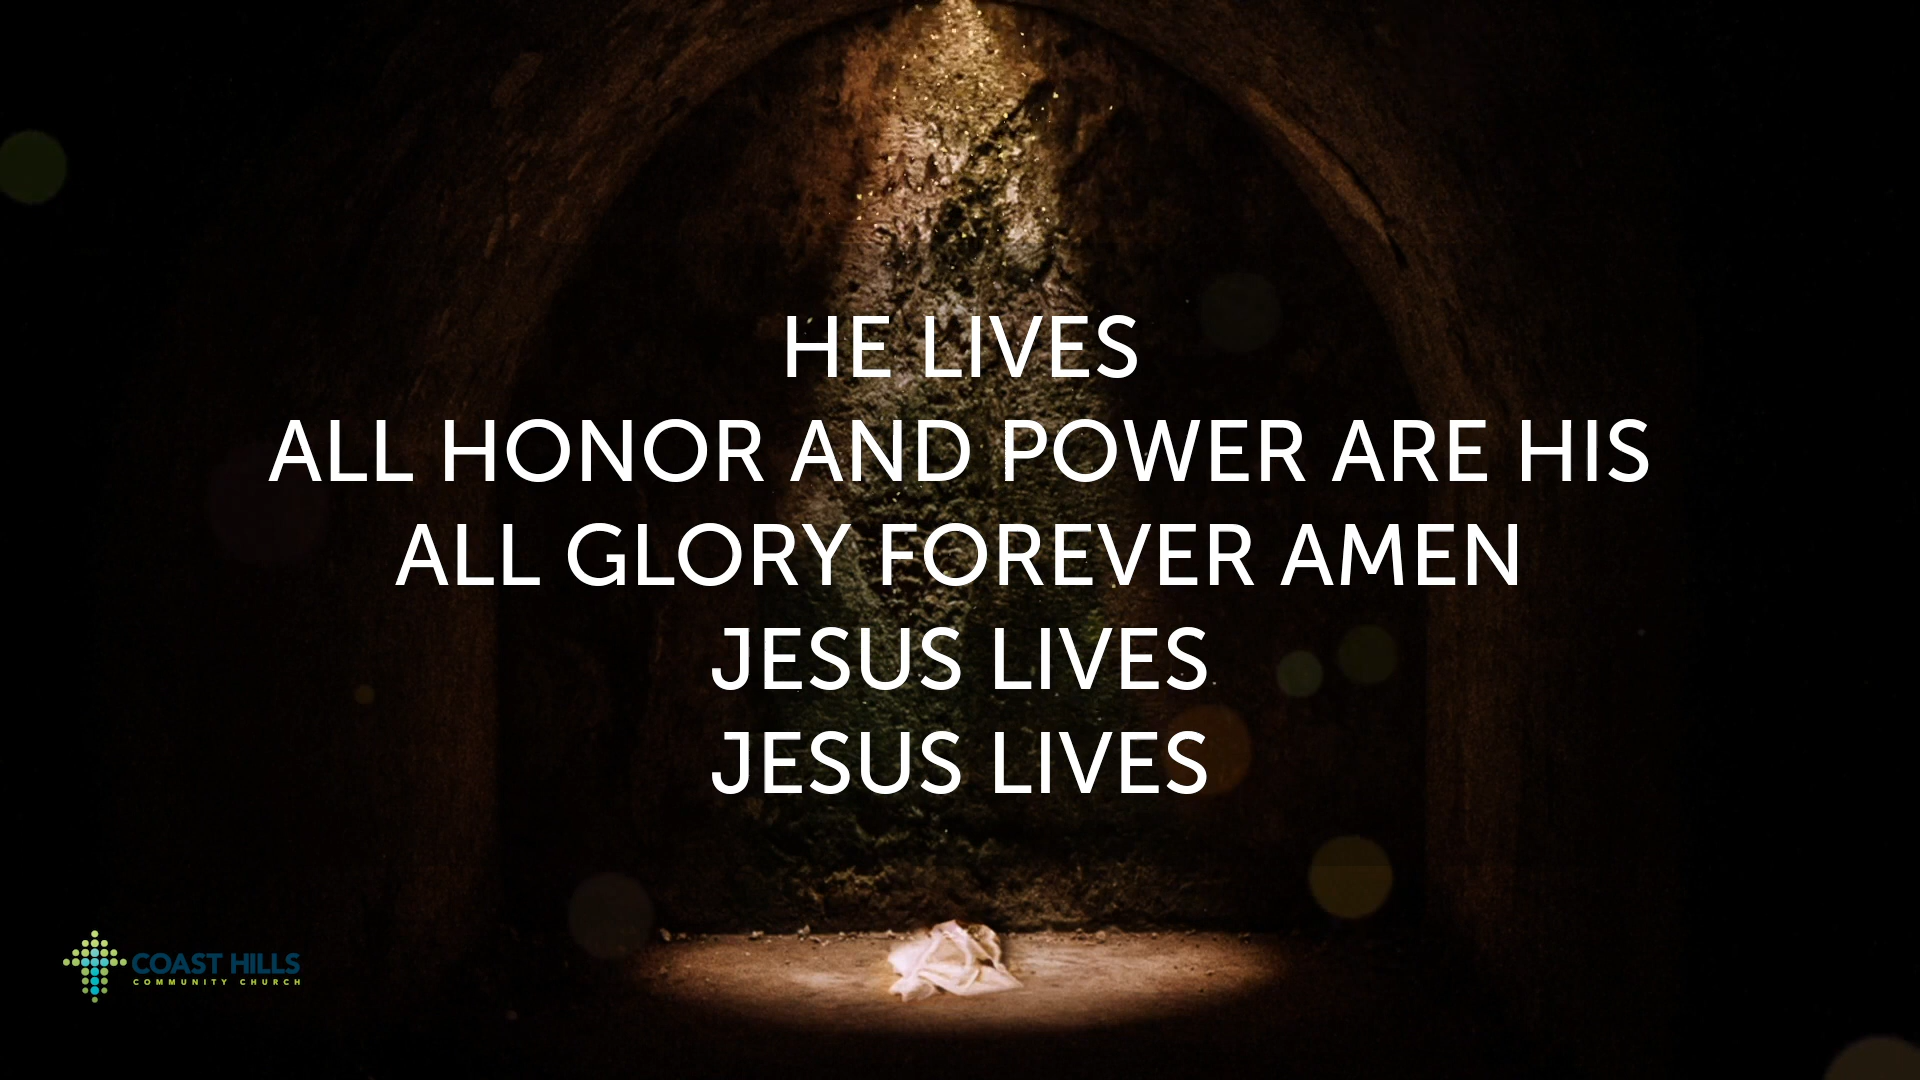 HE LIVES
ALL HONOR AND POWER ARE HIS
ALL GLORY FOREVER AMEN
JESUS LIVES
JESUS LIVES
COAST HILLS
COMMUNITY CHURCH